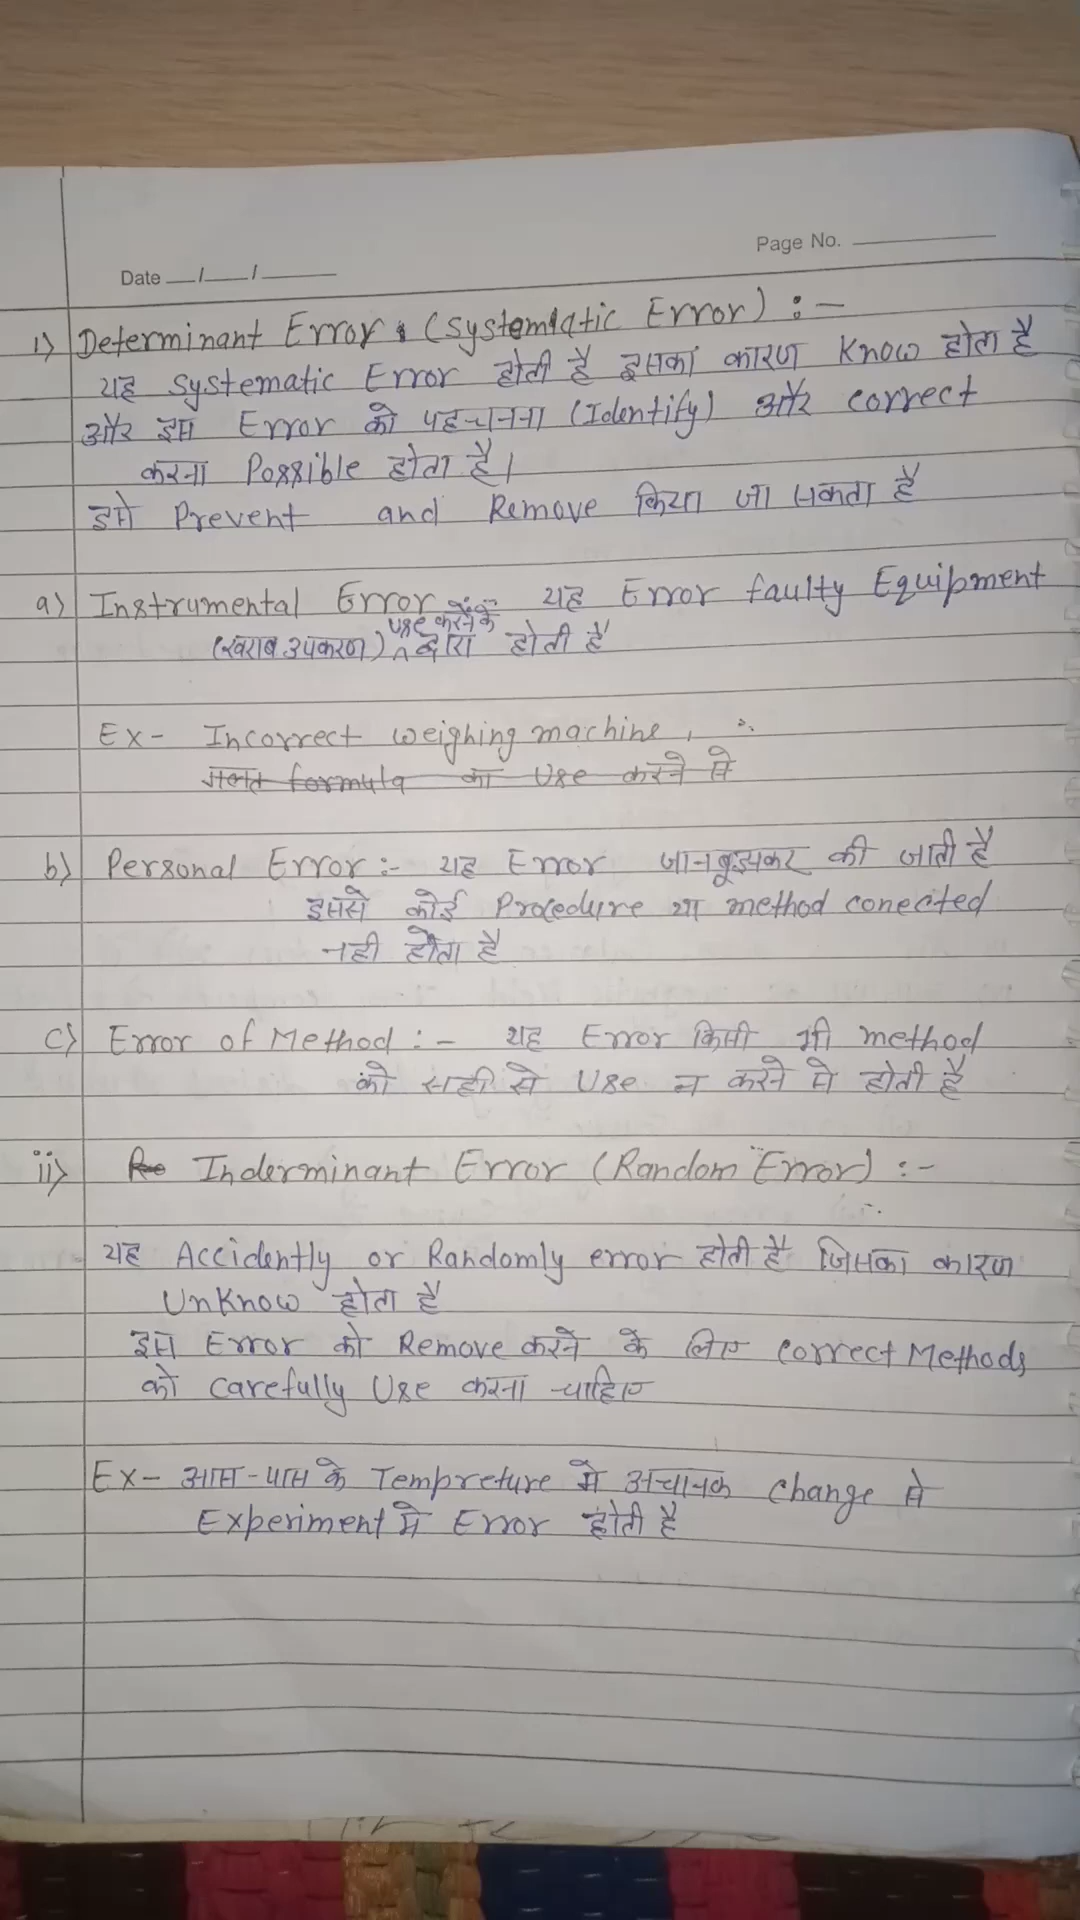 Page No.
Date __/__/____
i) Determinant Error (Systematic Error) :-
यह Systematic Error होती है इसका कारण Know होता है
और इस Error को पहचनना (Identify) और correct
करना Possible होता है।
इसे Prevent and Remove किया जा सकता है
a) Instrumental Error यह Error faulty Equipment
(खराब उपकरण) use करने के द्वारा होती है
Ex- Incorrect weighing machine,
गलत formula का Use करने से
b) Personal Error :- यह Error जानबूझकर की जाती है
इससे कोई Procedure या method conected
नही होता है
c) Error of Method :- यह Error किसी भी method
को सही से Use न करने से होती है
ii) Inderminant Error (Random Error) :-
यह Accidently or Randomly error होती है जिसका कारण
UnKnow होता है
इस Error को Remove करने के लिए correct Methods
को carefully Use करना चाहिए
Ex- आस-पास के Tempreture मे अचानक change से
Experiment मे Error होती है